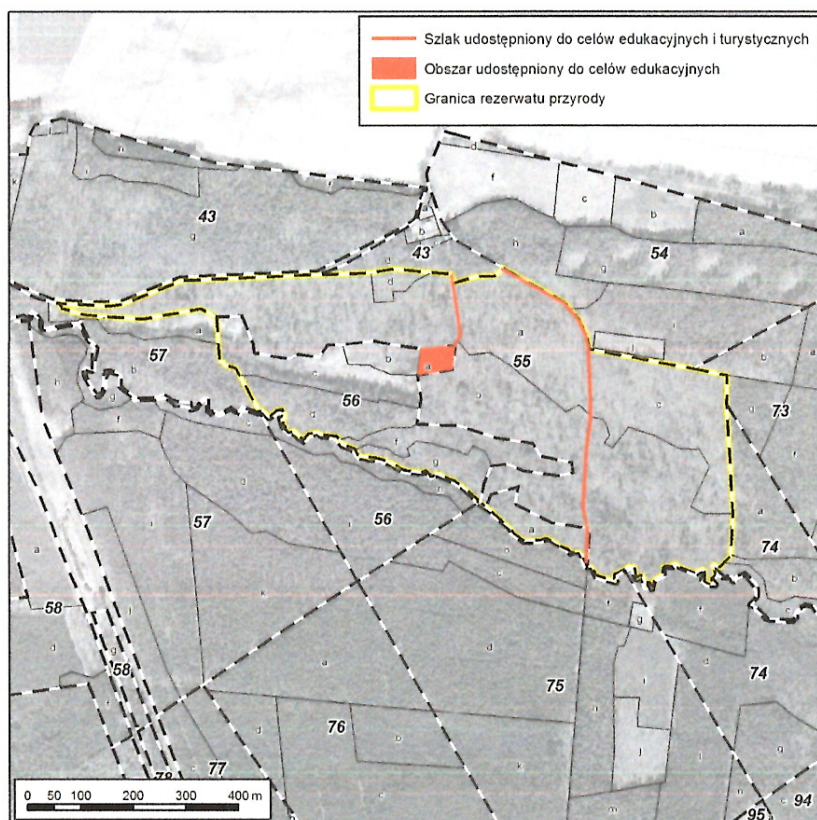 Szlak udostępniony do celów edukacyjnych i turystycznych
Obszar udostępniony do celów edukacyjnych
Granica rezerwatu przyrody
d
f
c
b
a
k
i
n
r
43
g
a
b
43
h
54
g
d
a
i
57
a
b
a
55
j
b
a
h
b
c
56
b
c
73
g
d
g
f
f
g
f
57
56
a
a
74
b
c
58
g
f
f
d
a
d
d
58
75
74
i
76
n
d
b
j
g
77
k
78
94
95
m
0 50 100 200 300 400 m